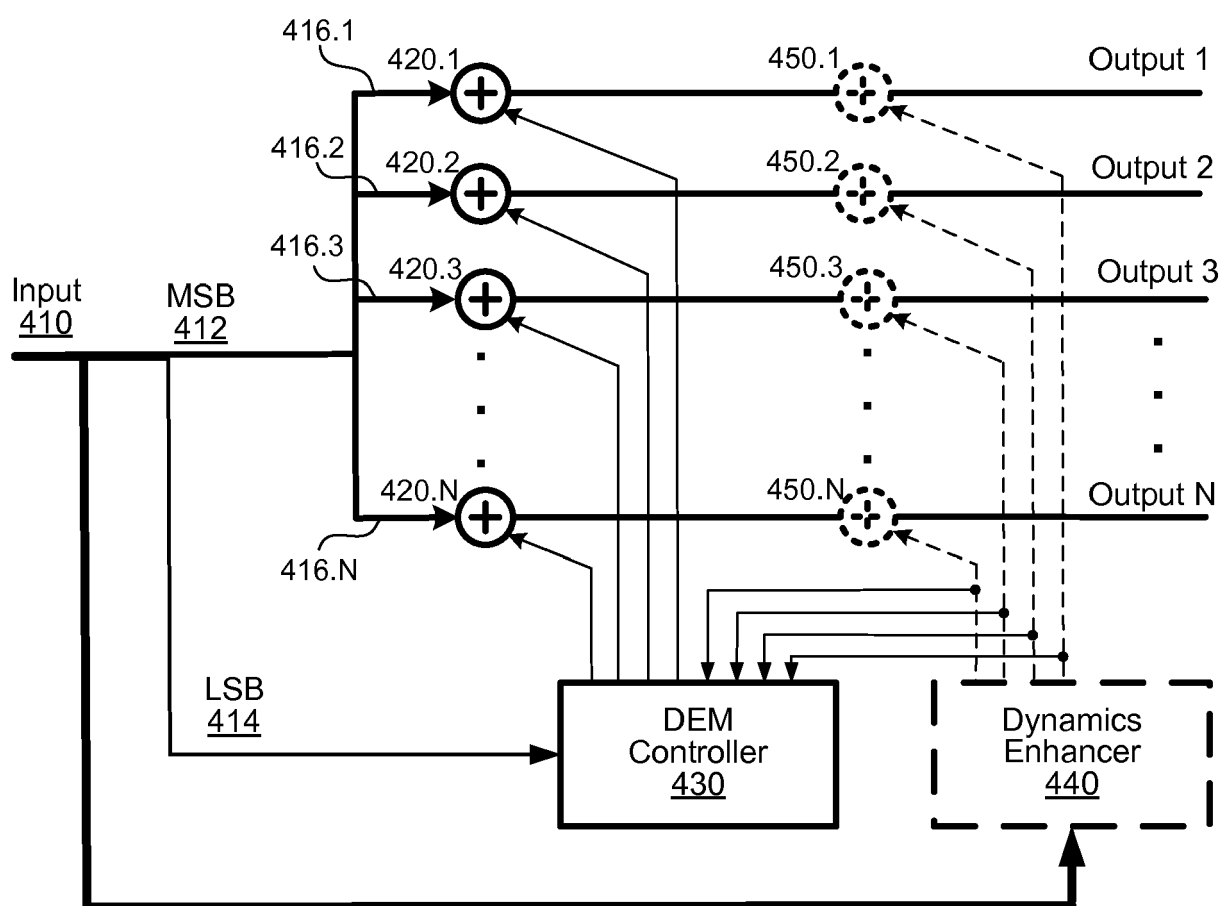 416.1
420.1
450.1
Output 1
416.2
420.2
450.2
Output 2
416.3
420.3
450.3
Output 3
Input
410
MSB
412
420.N
450.N
Output N
416.N
LSB
414
DEM
Controller
430
Dynamics
Enhancer
440